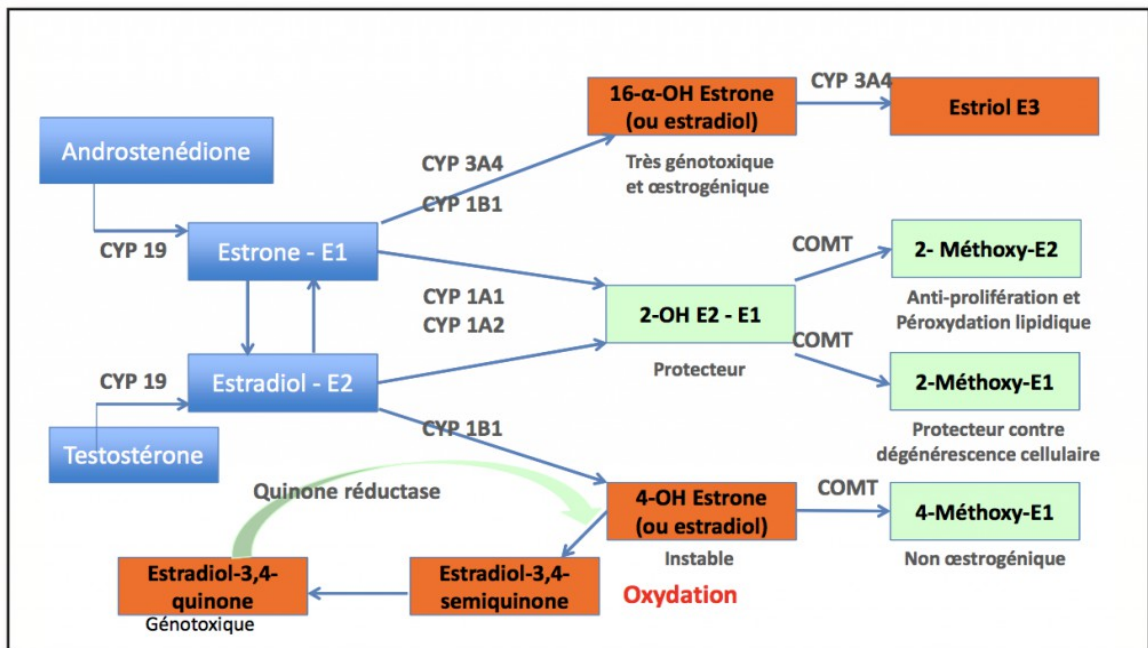 16-α-OH Estrone
(ou estradiol)
CYP 3A4
Estriol E3
Très génotoxique
et œstrogénique
Androstenédione
CYP 3A4
CYP 1B1
CYP 19
Estrone - E1
COMT
2- Méthoxy-E2
Anti-prolifération et
Péroxydation lipidique
CYP 1A1
CYP 1A2
2-OH E2 - E1
Protecteur
COMT
2-Méthoxy-E1
Protecteur contre
dégénérescence cellulaire
CYP 19
Estradiol - E2
Testostérone
CYP 1B1
Quinone réductase
4-OH Estrone
(ou estradiol)
Instable
COMT
4-Méthoxy-E1
Non œstrogénique
Estradiol-3,4-
quinone
Génotoxique
Estradiol-3,4-
semiquinone
Oxydation